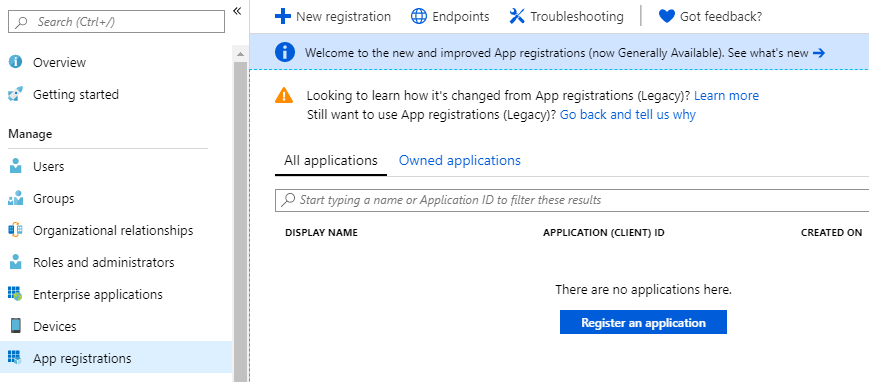 Search (Ctrl+/)
«
Overview
Getting started
Manage
Users
Groups
Organizational relationships
Roles and administrators
Enterprise applications
Devices
App registrations
New registration
Endpoints
Troubleshooting
Got feedback?
Welcome to the new and improved App registrations (now Generally Available). See what's new →
Looking to learn how it's changed from App registrations (Legacy)? Learn more
Still want to use App registrations (Legacy)? Go back and tell us why
All applications Owned applications
Start typing a name or Application ID to filter these results
DISPLAY NAME APPLICATION (CLIENT) ID CREATED ON
There are no applications here.
Register an application